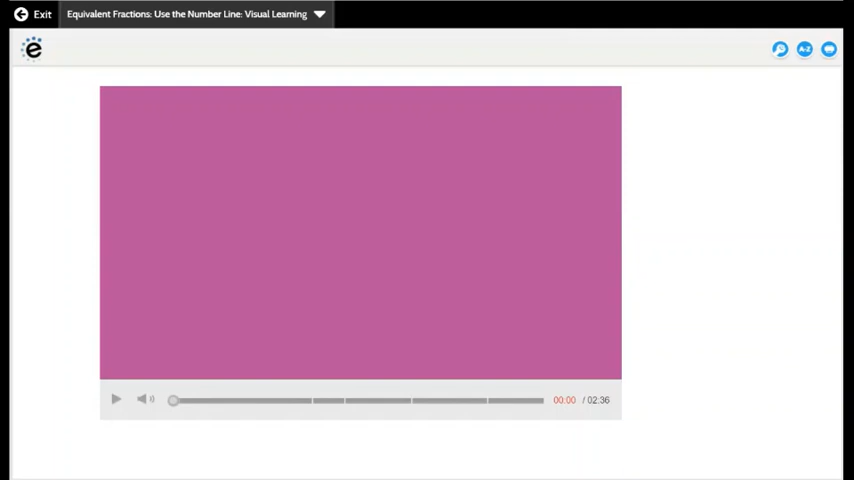 Exit
Equivalent Fractions: Use the Number Line: Visual Learning
e
A-Z
00:00 / 02:36